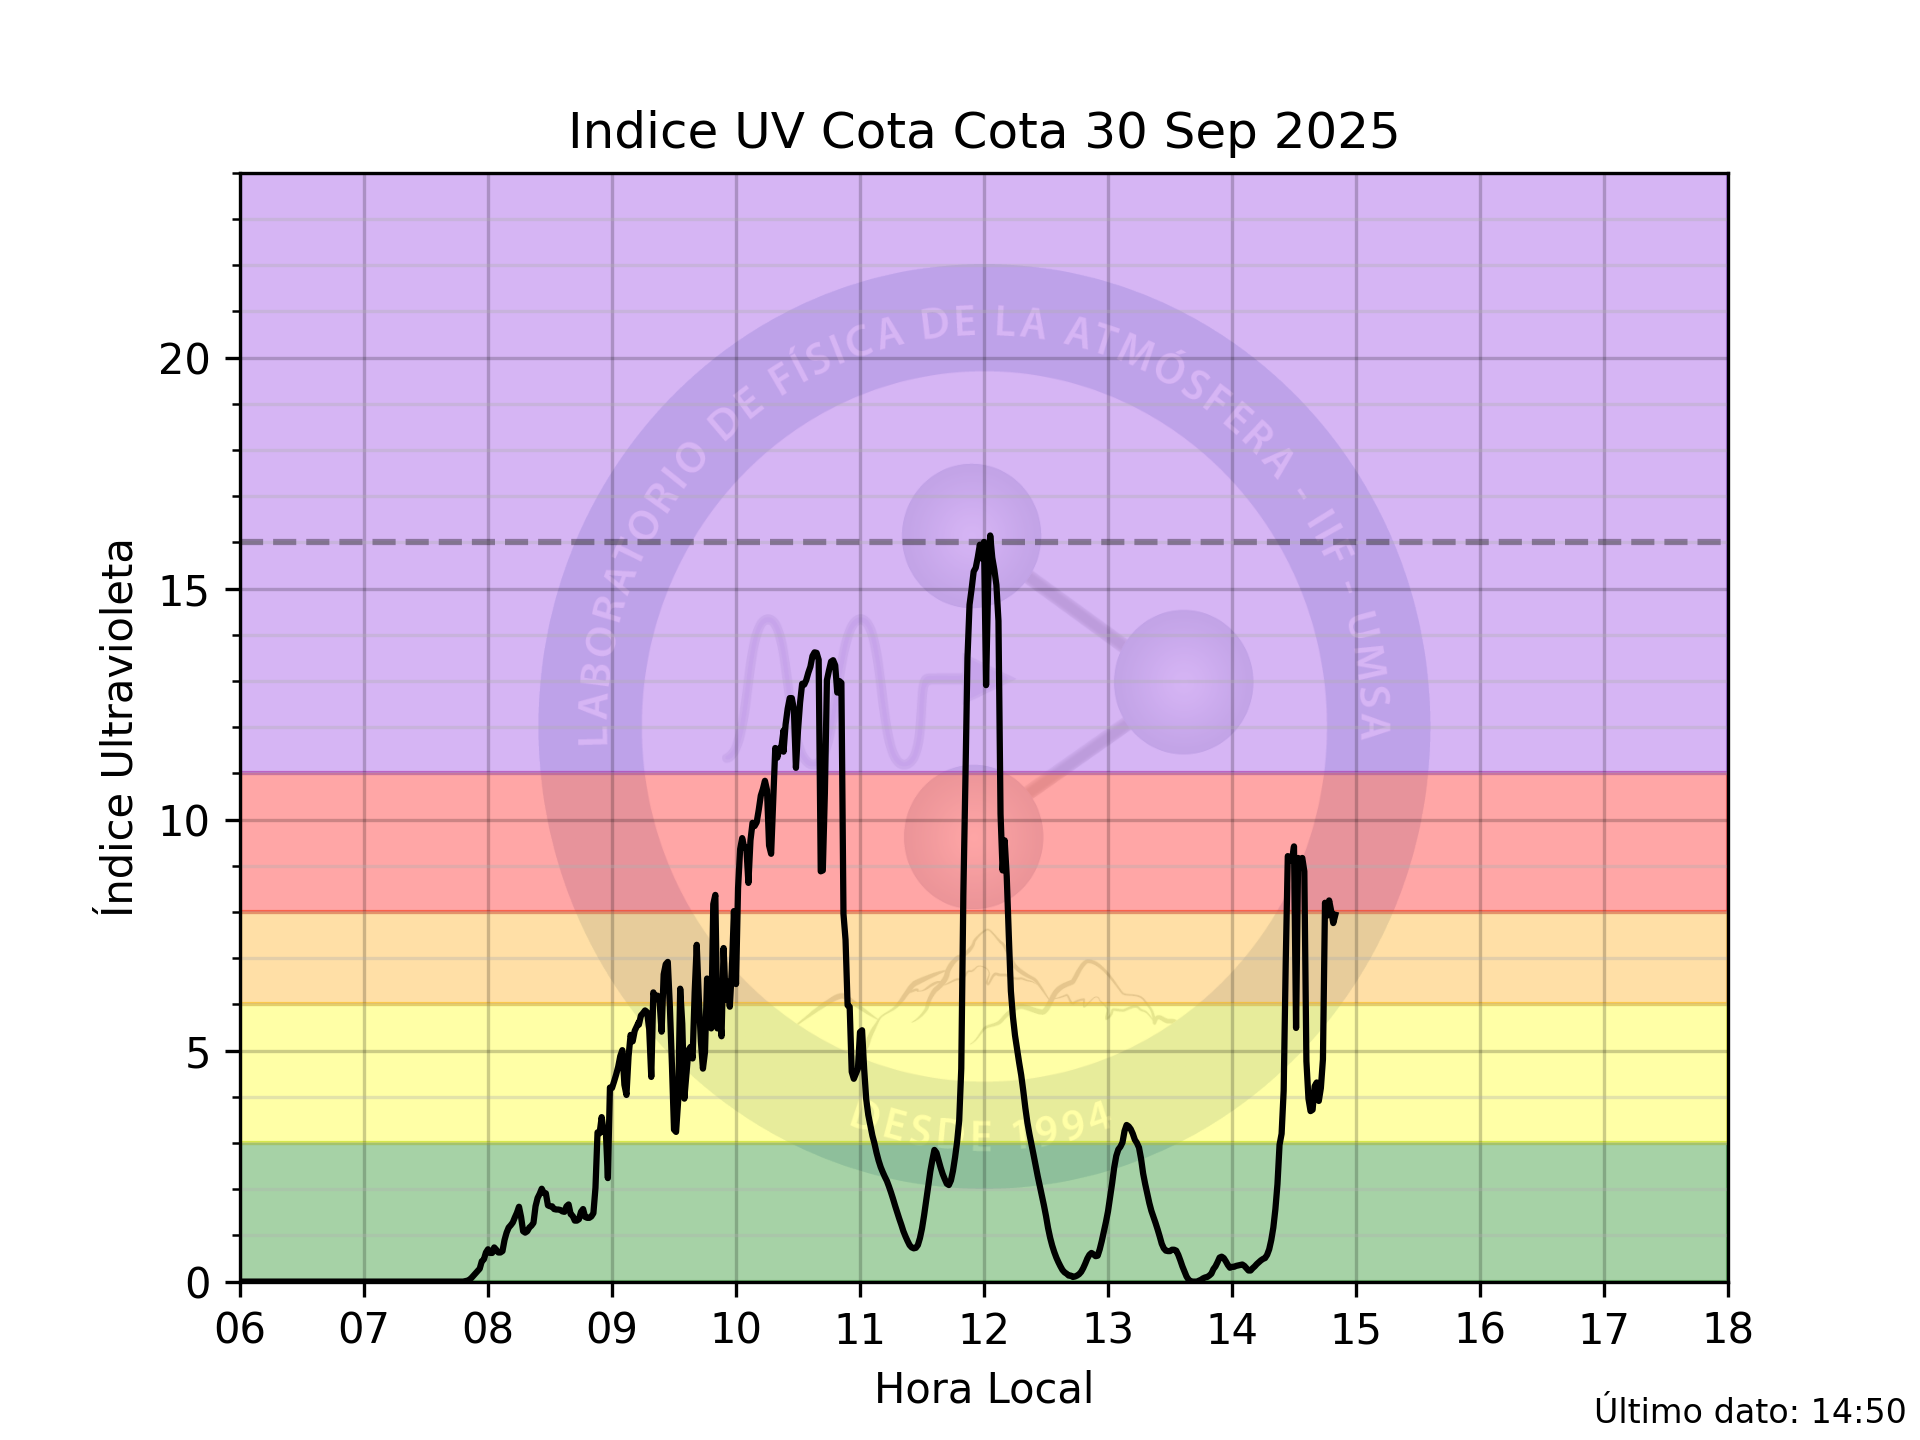 Indice UV Cota Cota 30 Sep 2025
Índice Ultravioleta
20
15
10
5
0
06 07 08 09 10 11 12 13 14 15 16 17 18
Hora Local
Último dato: 14:50
LABORATORIO DE FÍSICA DE LA ATMÓSFERA - IIF - UMSA
DESDE 1994